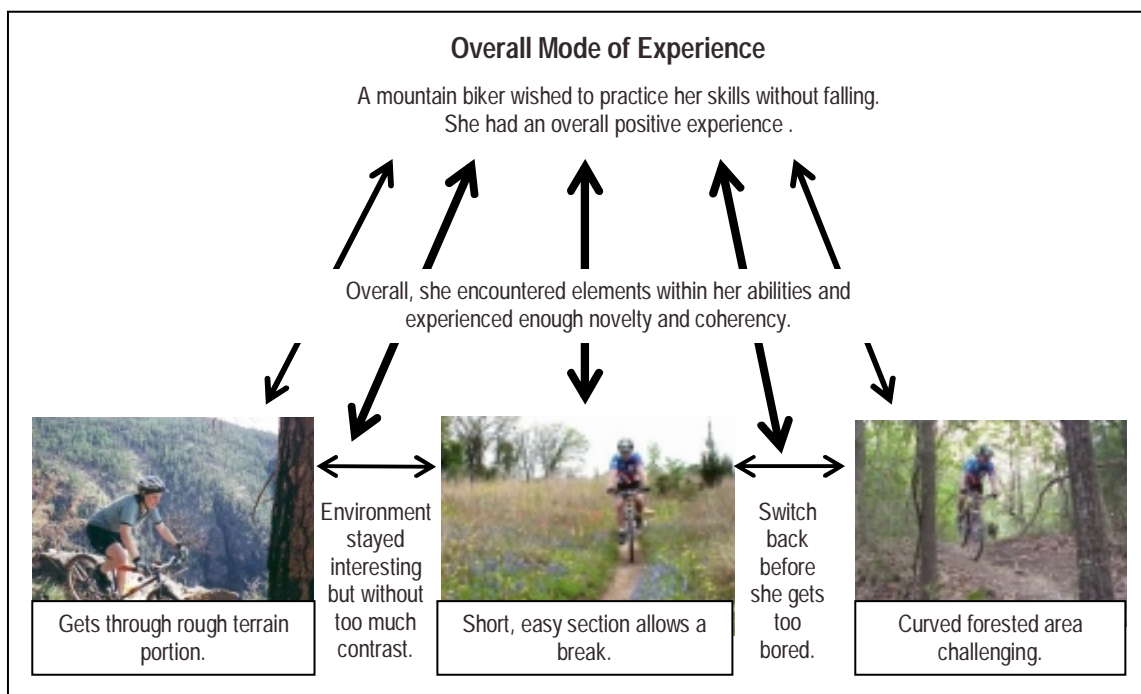 Overall Mode of Experience
A mountain biker wished to practice her skills without falling.
She had an overall positive experience .
Overall, she encountered elements within her abilities and
experienced enough novelty and coherency.
Environment
stayed
interesting
but without
too much
contrast.
Switch
back
before
she gets
too
bored.
Gets through rough terrain
portion.
Short, easy section allows a
break.
Curved forested area
challenging.